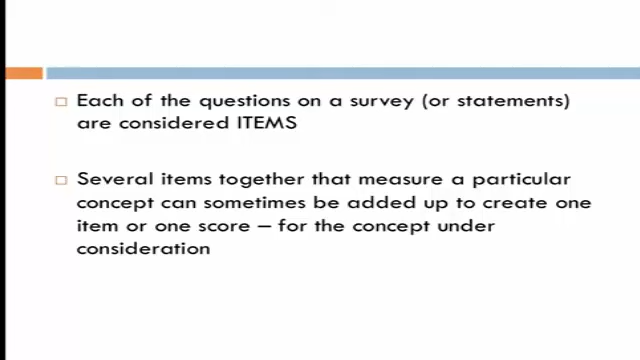 Each of the questions on a survey (or statements)
are considered ITEMS
Several items together that measure a particular
concept can sometimes be added up to create one
item or one score – for the concept under
consideration